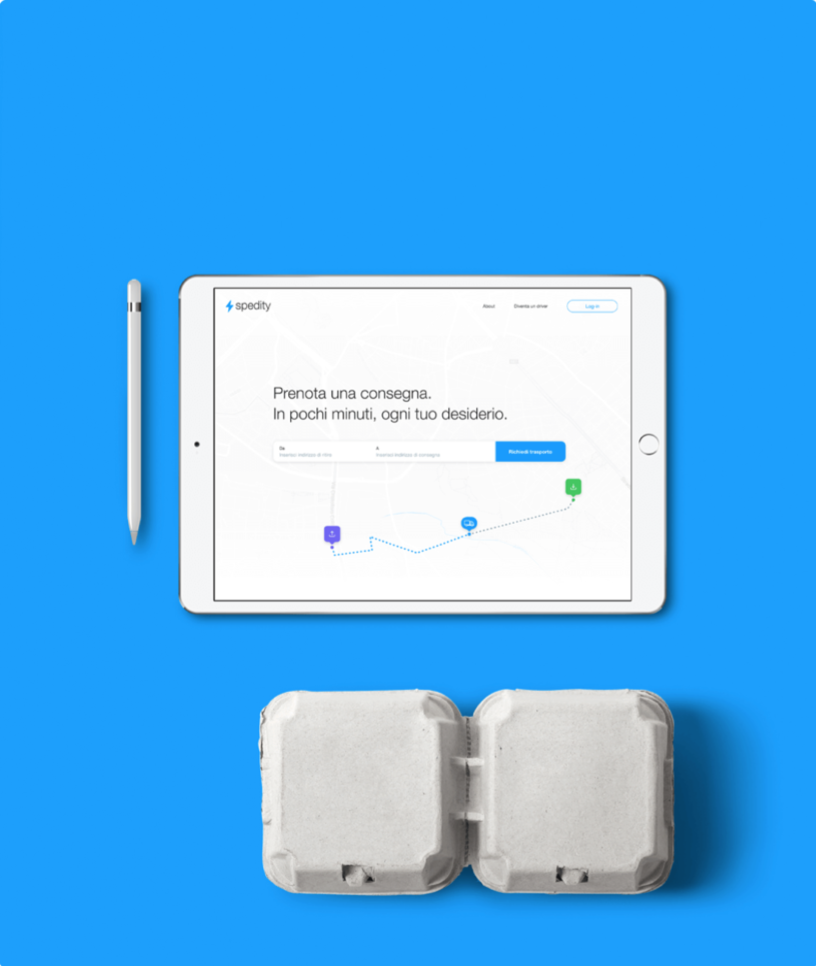 spedity
About
Diventa un driver
Log in
Prenota una consegna.
In pochi minuti, ogni tuo desiderio.
Da
A
Inserisci indirizzo di ritiro
Inserisci indirizzo di consegna
Richiedi trasporto